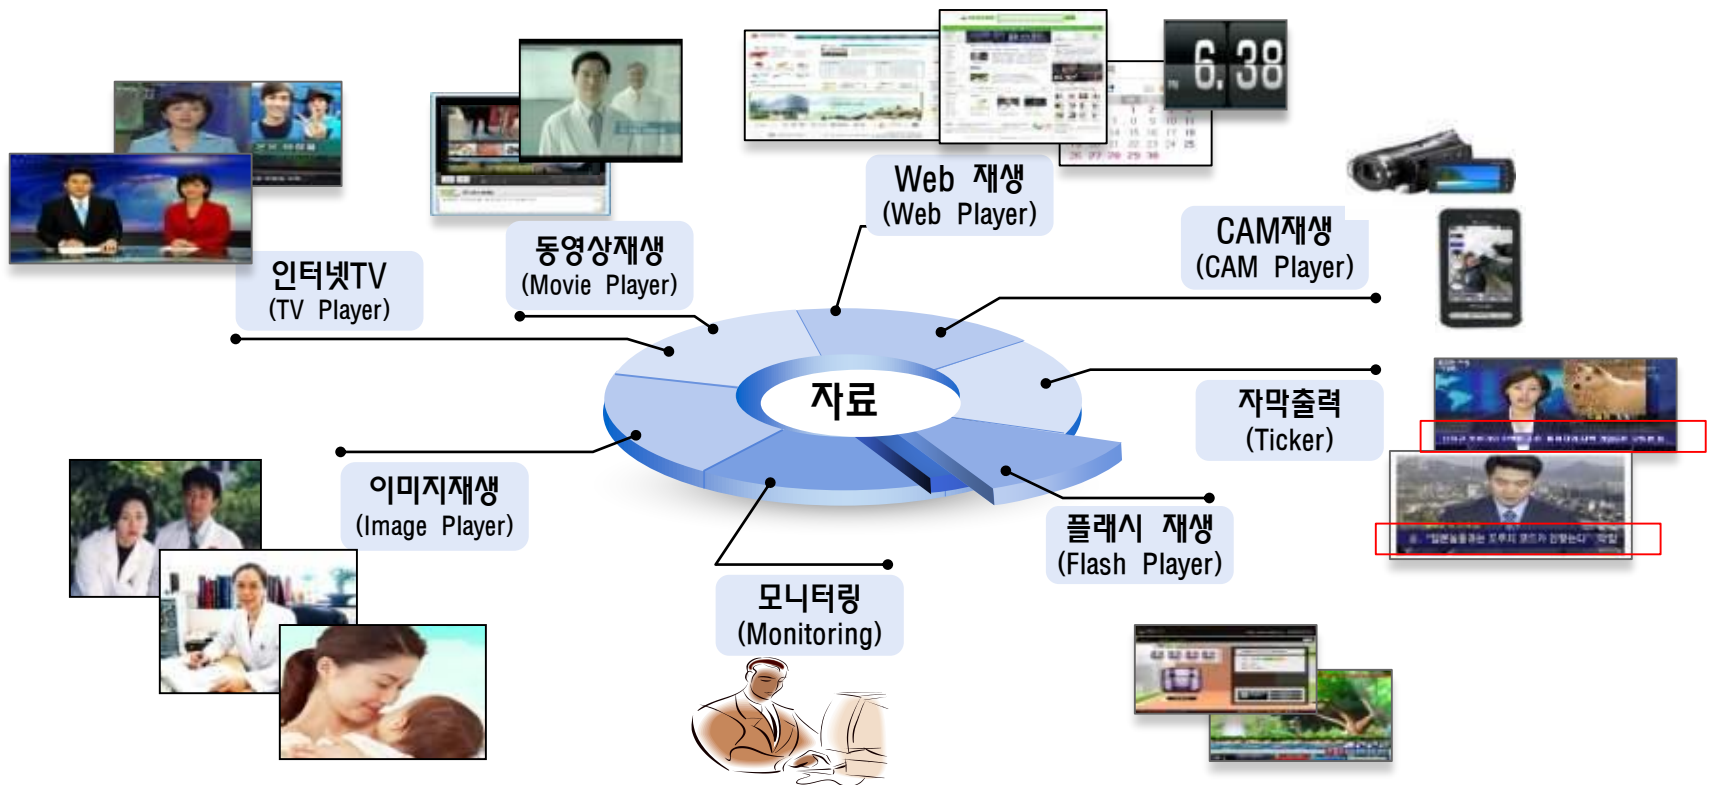 6:38
Web 재생
(Web Player)
동영상재생
(Movie Player)
CAM재생
(CAM Player)
인터넷TV
(TV Player)
자료
자막출력
(Ticker)
이미지재생
(Image Player)
플래시 재생
(Flash Player)
모니터링
(Monitoring)